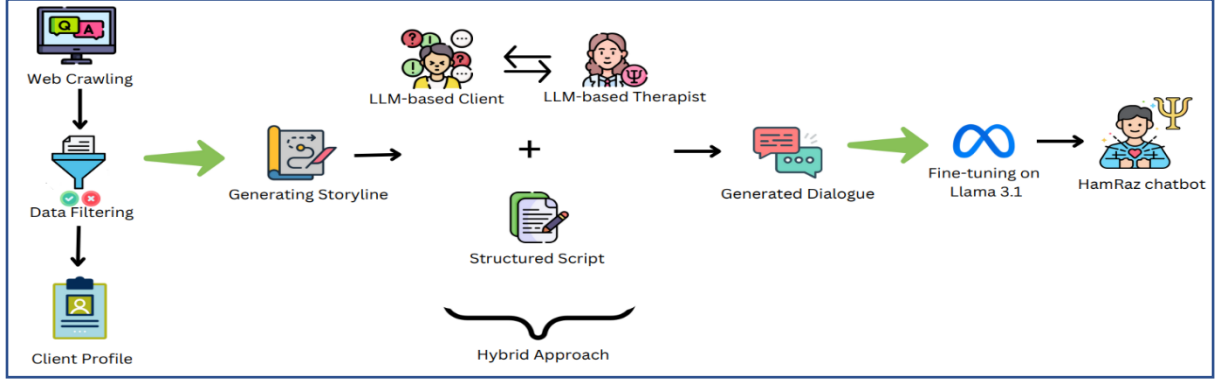 Q A
Web Crawling
Data Filtering
Client Profile
Generating Storyline
LLM-based Client
LLM-based Therapist
Ψ
+
Structured Script
Hybrid Approach
Generated Dialogue
Fine-tuning on
Llama 3.1
Ψ
HamRaz chatbot